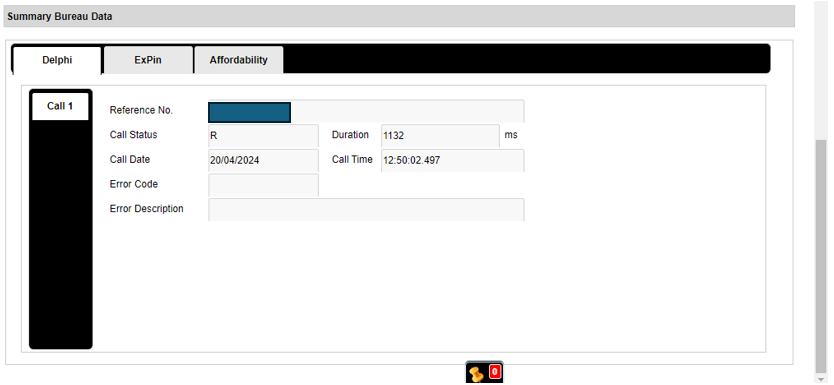 Summary Bureau Data
Delphi ExPin Affordability
Call 1
Reference No.
Call Status R Duration 1132 ms
Call Date 20/04/2024 Call Time 12:50:02.497
Error Code
Error Description
0